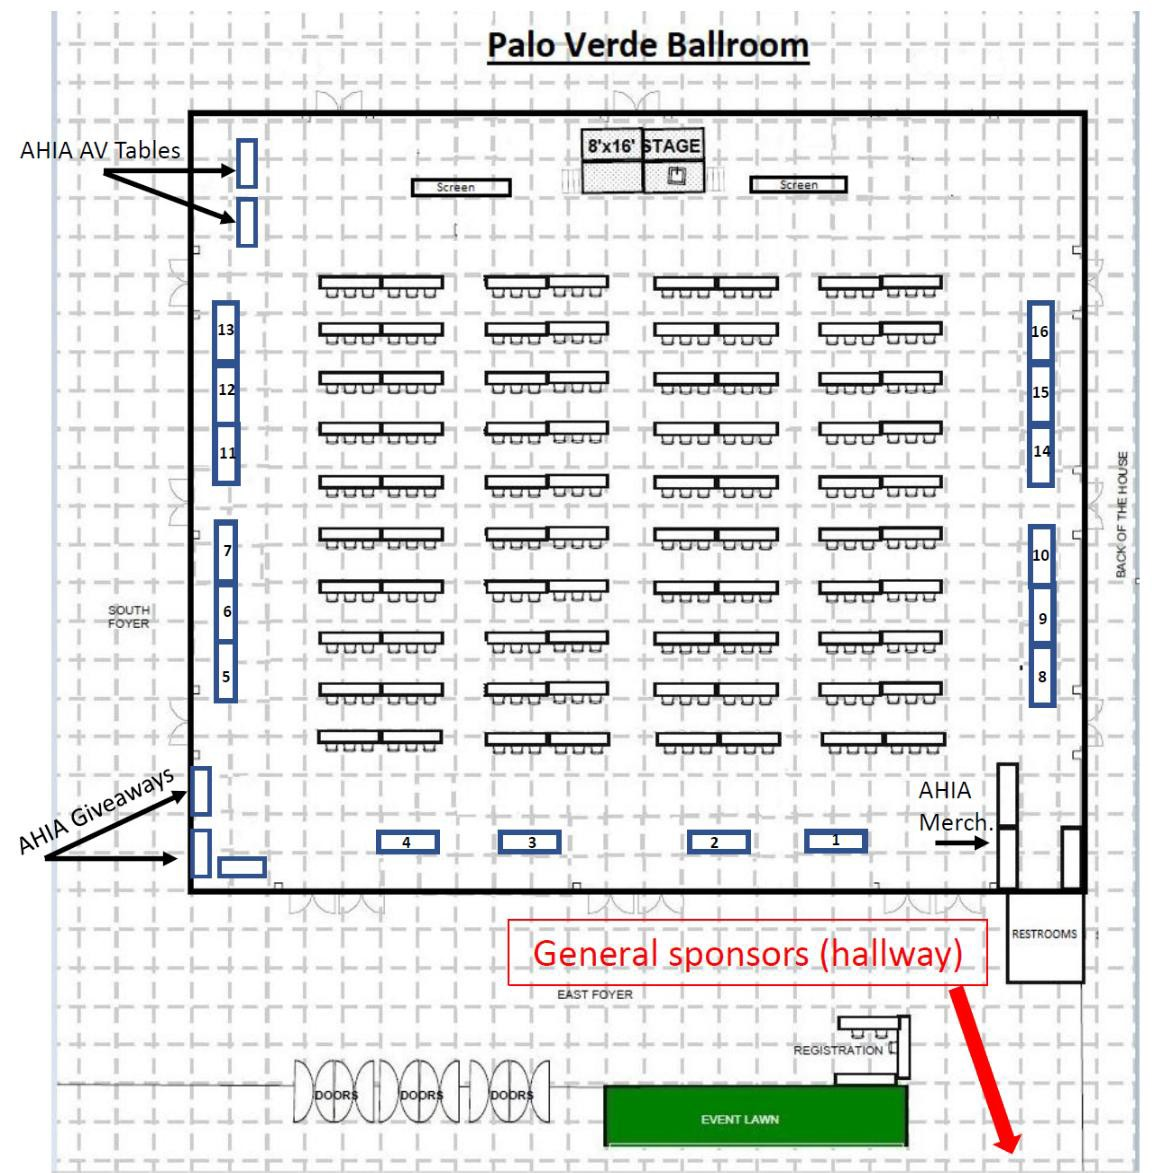 Palo Verde Ballroom
AHIA AV Tables
8'x16' STAGE
Screen
Screen
13
12
11
16
15
14
7
6
5
10
9
8
SOUTH
FOYER
BACK OF THE HOUSE
AHIA Giveaways
AHIA
Merch.
4
3
2
1
RESTROOMS
General sponsors (hallway)
EAST FOYER
REGISTRATION
DOORS
DOORS
DOORS
EVENT LAWN